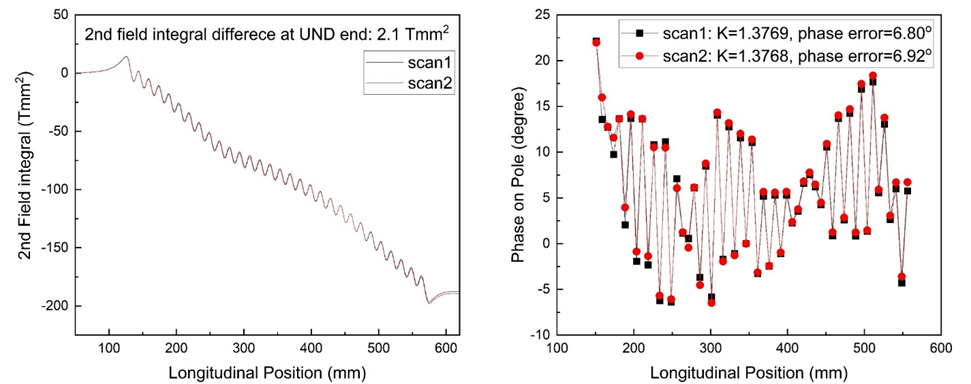 2nd field integral differece at UND end: 2.1 Tmm²
scan1
scan2
50
0
-50
-100
-150
-200
2nd Field integral (Tmm²)
100 200 300 400 500 600
Longitudinal Position (mm)
scan1: K=1.3769, phase error=6.80°
scan2: K=1.3768, phase error=6.92°
25
20
15
10
5
0
-5
-10
Phase on Pole (degree)
100 200 300 400 500 600
Longitudinal Position (mm)